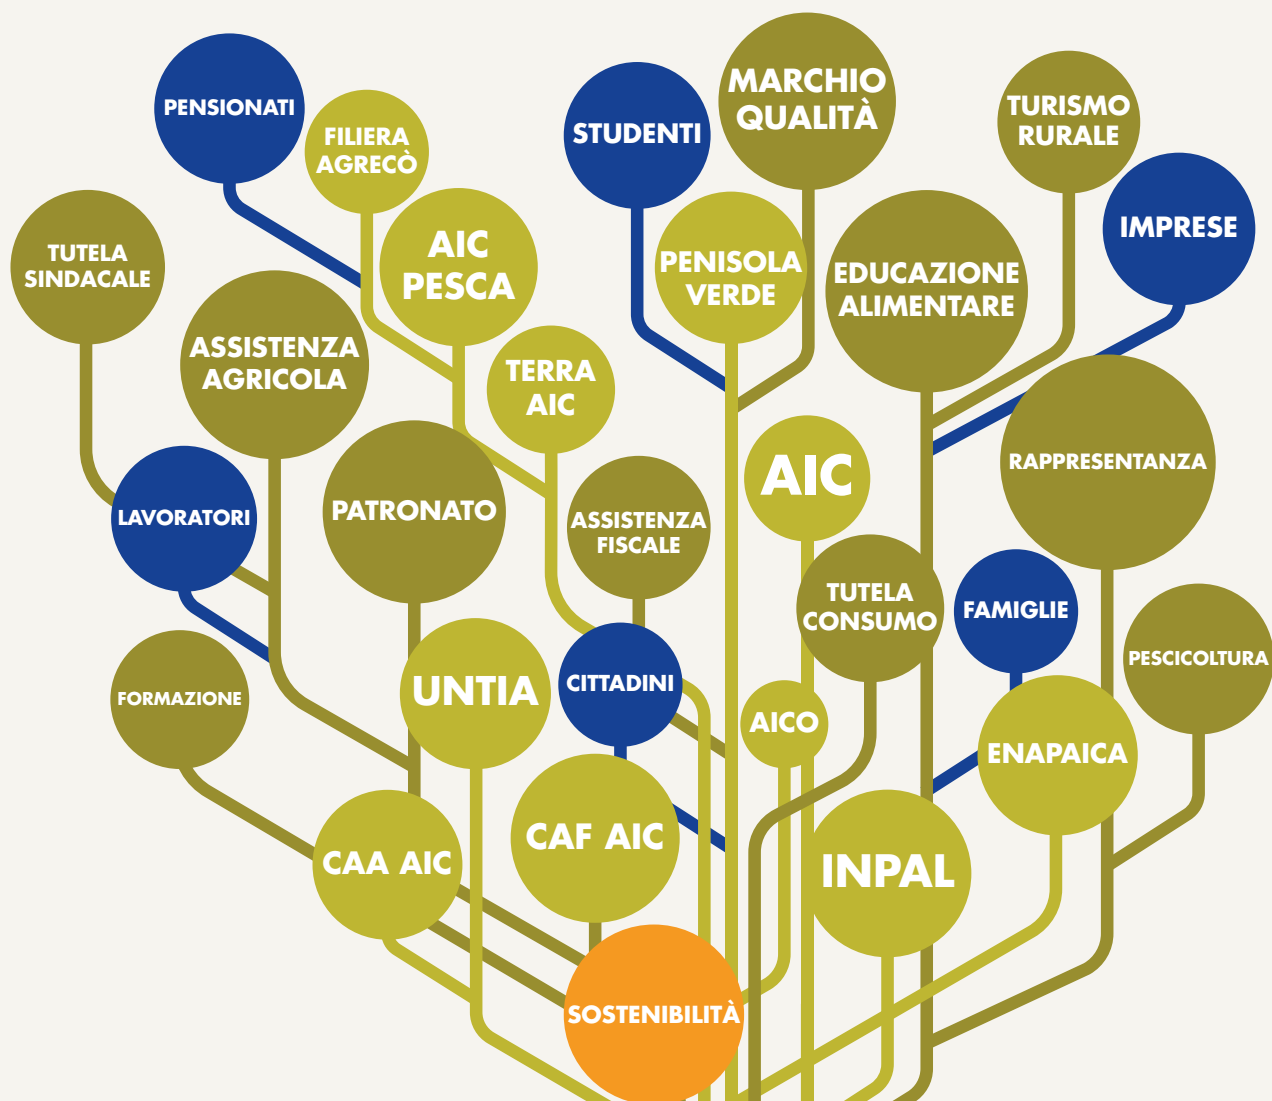 MARCHIO
QUALITÀ
PENSIONATI
TURISMO
RURALE
STUDENTI
FILIERA
AGRECÒ
IMPRESE
AIC
PESCA
TUTELA
SINDACALE
PENISOLA
VERDE
EDUCAZIONE
ALIMENTARE
ASSISTENZA
AGRICOLA
TERRA
AIC
RAPPRESENTANZA
AIC
PATRONATO
LAVORATORI
ASSISTENZA
FISCALE
TUTELA
CONSUMO
FAMIGLIE
PESCICOLTURA
CITTADINI
UNTIA
FORMAZIONE
AICO
ENAPAICA
CAF AIC
CAA AIC
INPAL
SOSTENIBILITÀ